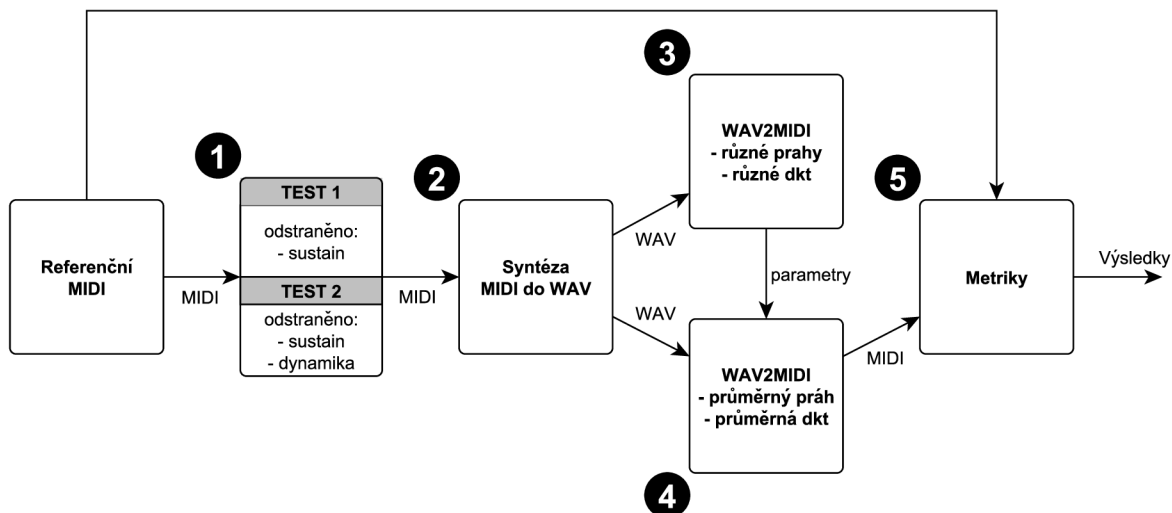 3
WAV2MIDI
- různé prahy
- různé dkt
1
2
5
TEST 1
odstraněno:
- sustain
Referenční
MIDI
MIDI
TEST 2
odstraněno:
- sustain
- dynamika
MIDI
Syntéza
MIDI do WAV
WAV
WAV
parametry
WAV2MIDI
- průměrný práh
- průměrná dkt
4
MIDI
Metriky
Výsledky